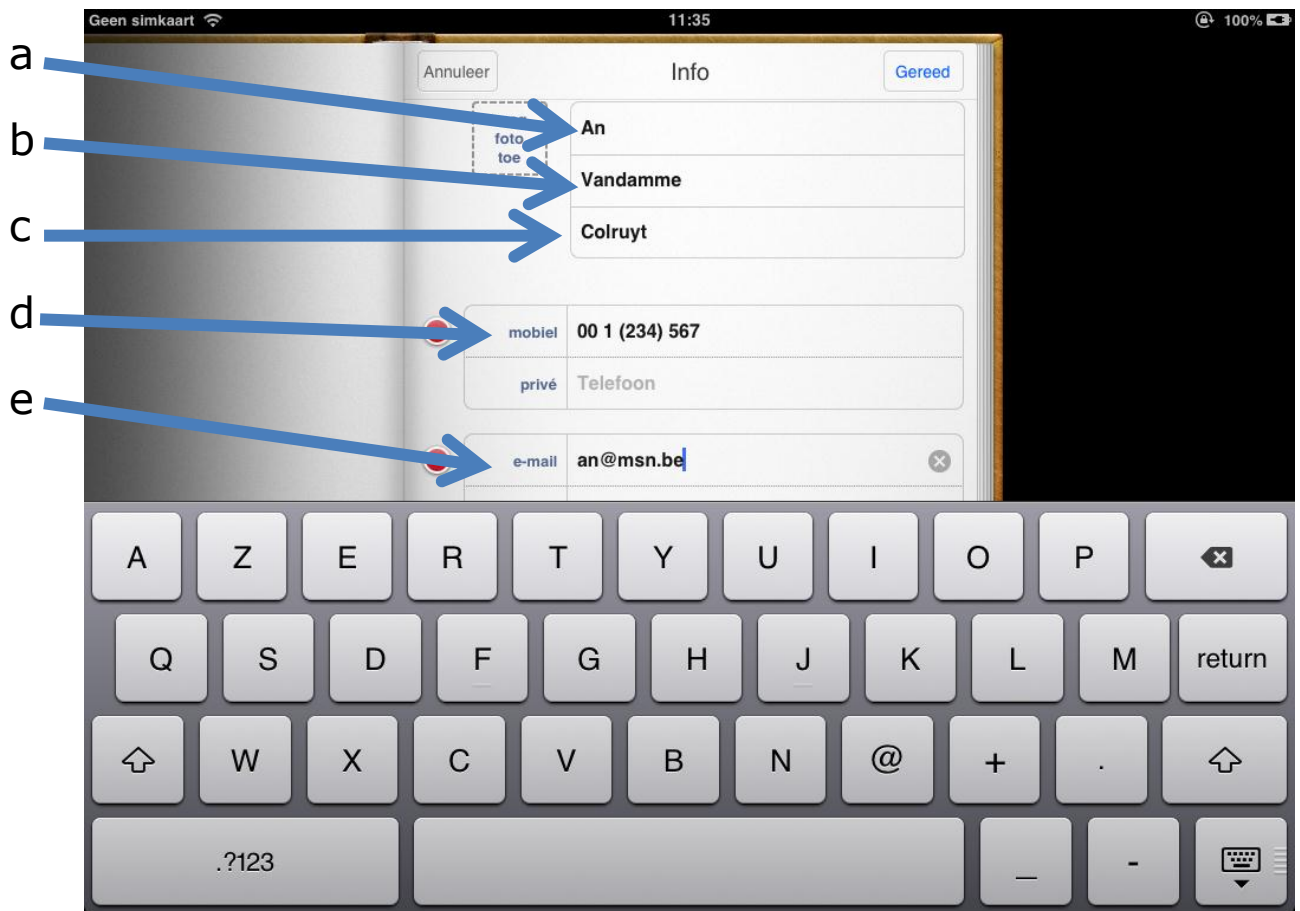 Geen simkaart 11:35 100%
a
Annuleer Info Gereed
An
foto
toe
b
Vandamme
c
Colruyt
d
mobiel 00 1 (234) 567
privé Telefoon
e
e-mail an@msn.be
A Z E R T Y U I O P
Q S D F G H J K L M return
W X C V B N @ + .
.?123 _ -